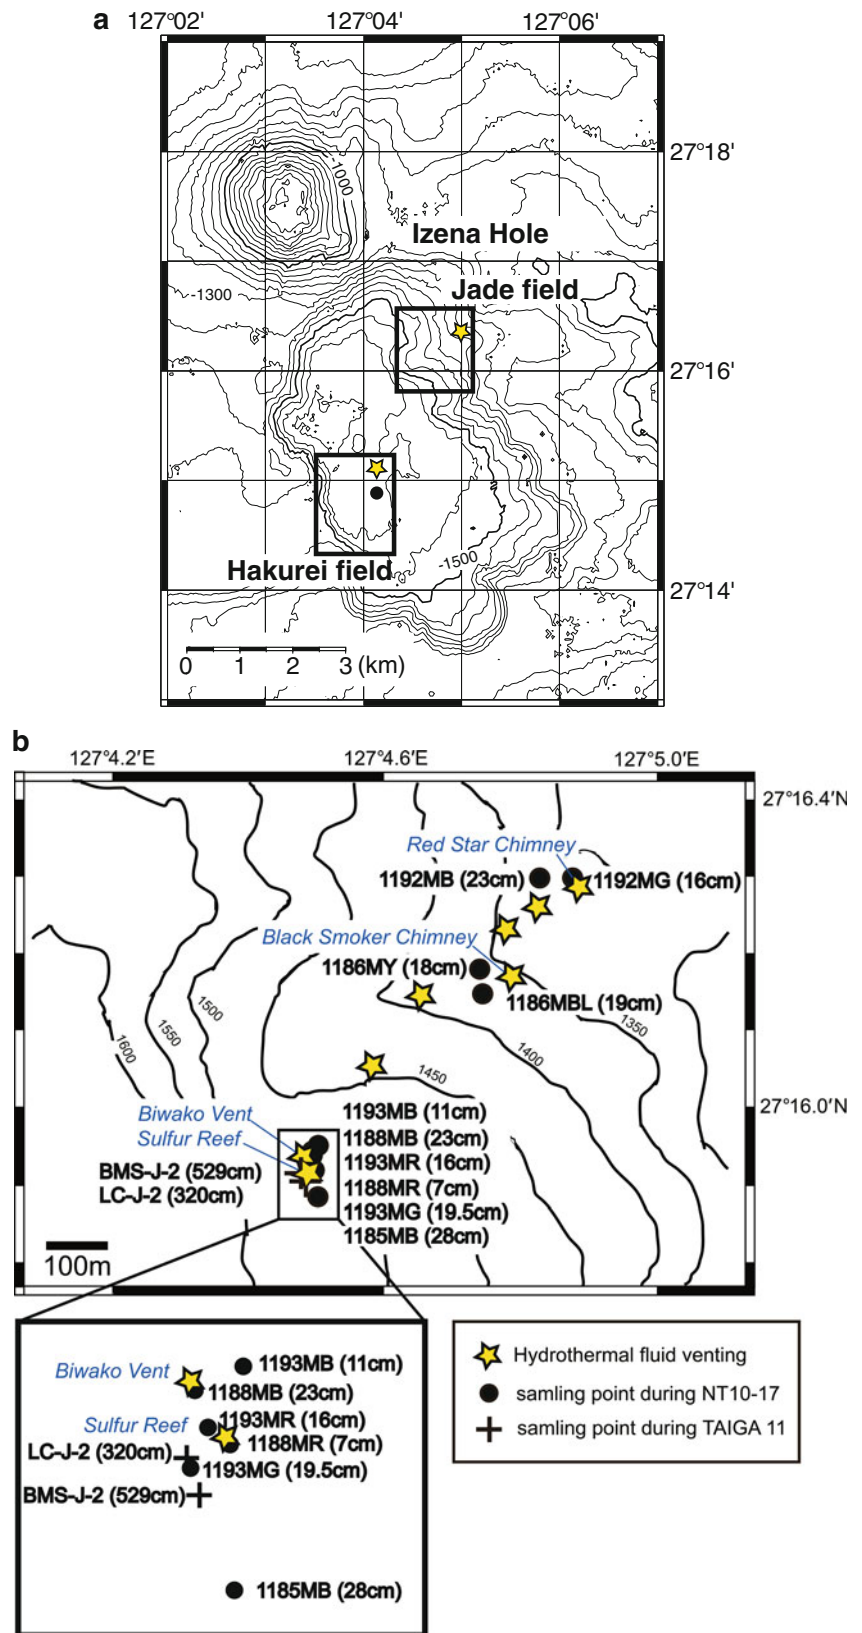 a
127°02' 127°04' 127°06'
27°18'
-1000
Izena Hole
-1300
Jade field
27°16'
-1500
Hakurei field
27°14'
0 1 2 3 (km)
b
127°4.2'E 127°4.6'E 127°5.0'E
27°16.4'N
Red Star Chimney
1192MB (23cm) 1192MG (16cm)
Black Smoker Chimney
1186MY (18cm)
1186MBL (19cm)
1600
1550
1500
1350
1400
1450
27°16.0'N
Biwako Vent
Sulfur Reef
BMS-J-2 (529cm)
LC-J-2 (320cm)
1193MB (11cm)
1188MB (23cm)
1193MR (16cm)
1188MR (7cm)
1193MG (19.5cm)
1185MB (28cm)
100m
Biwako Vent
1193MB (11cm)
1188MB (23cm)
Sulfur Reef
1193MR (16cm)
1188MR (7cm)
LC-J-2 (320cm)
1193MG (19.5cm)
BMS-J-2 (529cm)
1185MB (28cm)
Hydrothermal fluid venting
samling point during NT10-17
samling point during TAIGA 11